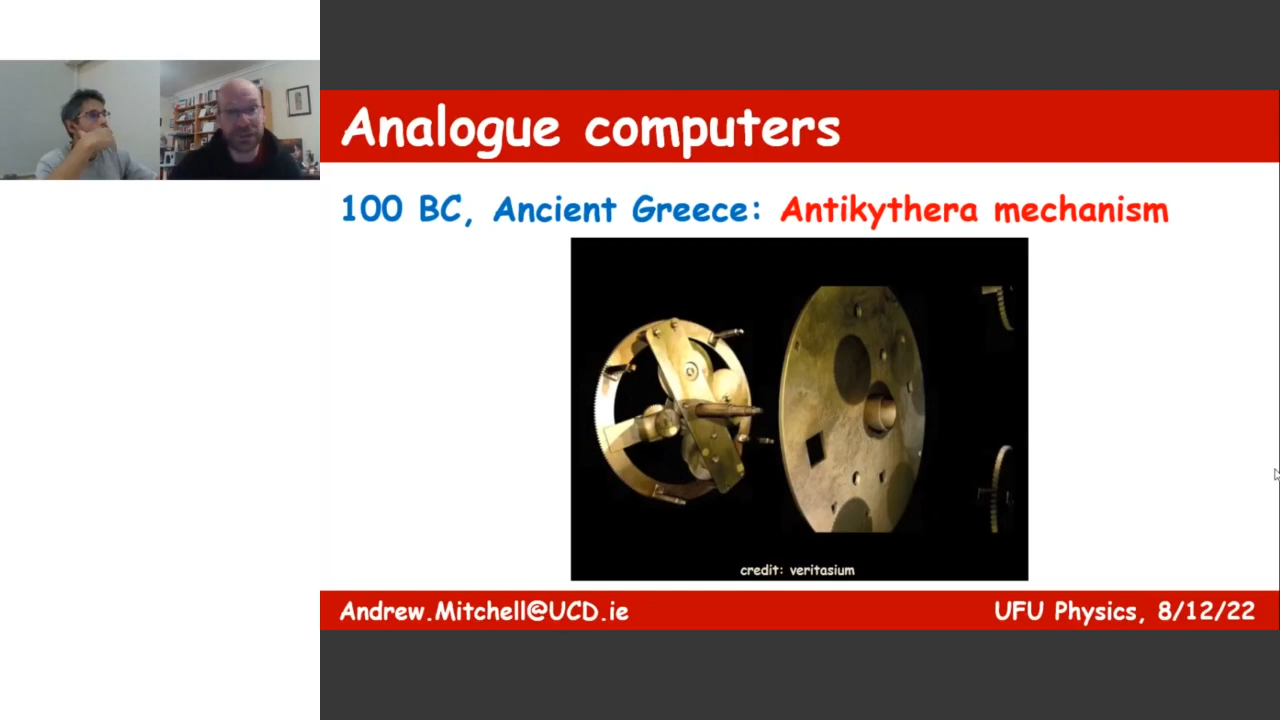 Analogue computers
100 BC, Ancient Greece: Antikythera mechanism
credit: veritasium
Andrew.Mitchell@UCD.ie
UFU Physics, 8/12/22